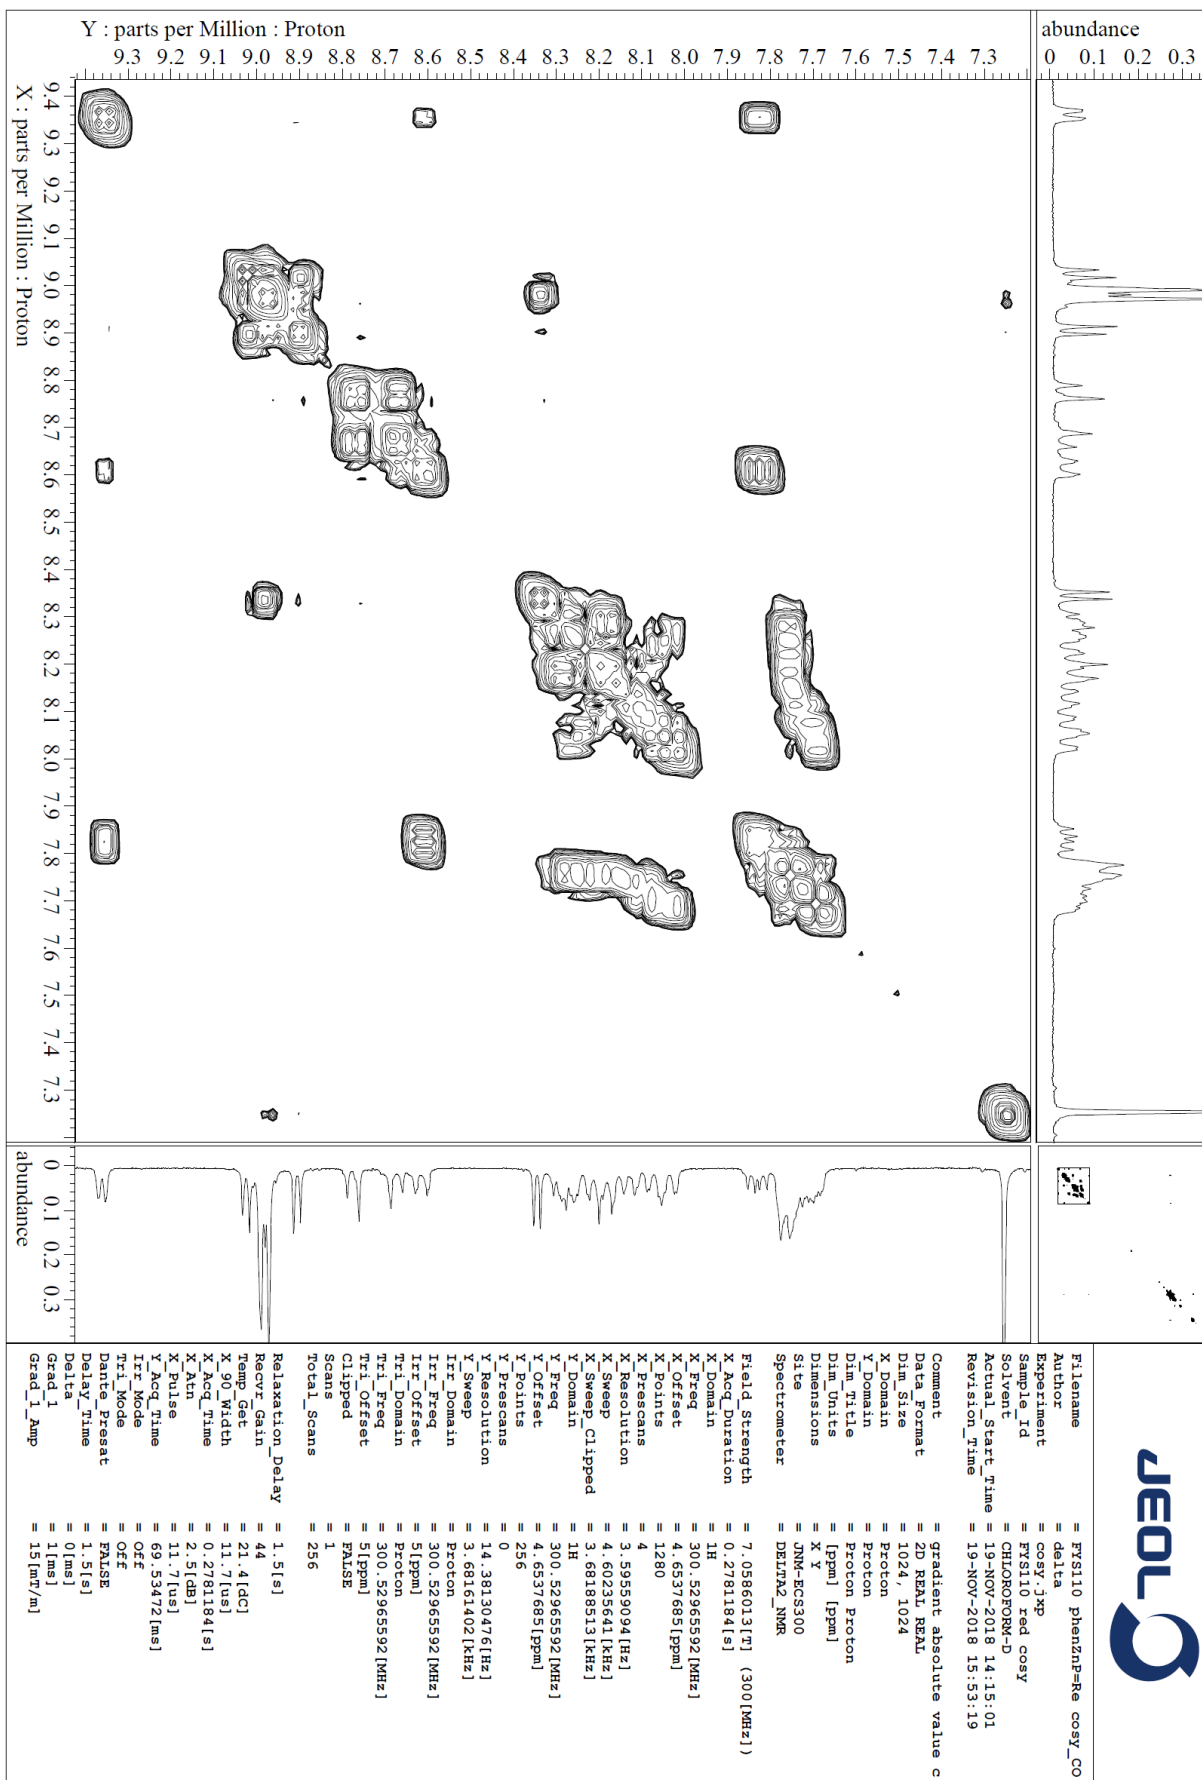 Y : parts per Million : Proton
9.3 9.2 9.1 9.0 8.9 8.8 8.7 8.6 8.5 8.4 8.3 8.2 8.1 8.0 7.9 7.8 7.7 7.6 7.5 7.4 7.3
abundance
0 0.1 0.2 0.3
X : parts per Million : Proton
9.4 9.3 9.2 9.1 9.0 8.9 8.8 8.7 8.6 8.5 8.4 8.3 8.2 8.1 8.0 7.9 7.8 7.7 7.6 7.5 7.4 7.3
abundance
0 0.1 0.2 0.3
JEOL
Filename = FYS110 phenZnP=Re cosy_CO
Author = delta
Experiment = cosy.jxp
Sample_Id = FYS110 red cosy
Solvent = CHLOROFORM-D
Actual_Start_Time = 19-NOV-2018 14:15:01
Revision_Time = 19-NOV-2018 15:53:19
Comment = gradient absolute value c
Data_Format = 2D REAL REAL
Dim_Size = 1024, 1024
X_Domain = Proton
Y_Domain = Proton
Dim_Title = Proton Proton
Dim_Units = [ppm] [ppm]
Dimensions = X Y
Site = JNM-ECS300
Spectrometer = DELTA2_NMR
Field_Strength = 7.0586013[T] (300[MHz])
X_Acq_Duration = 0.2781184[s]
X_Domain = 1H
X_Freq = 300.52965592[MHz]
X_Offset = 4.6537685[ppm]
X_Points = 1280
X_Prescans = 4
X_Resolution = 3.59559094[Hz]
X_Sweep = 4.60235641[kHz]
X_Sweep_Clipped = 3.68188513[kHz]
Y_Domain = 1H
Y_Freq = 300.52965592[MHz]
Y_Offset = 4.6537685[ppm]
Y_Points = 256
Y_Prescans = 0
Y_Resolution = 14.38130476[Hz]
Y_Sweep = 3.68161402[kHz]
Irr_Domain = Proton
Irr_Freq = 300.52965592[MHz]
Irr_Offset = 5[ppm]
Tri_Domain = Proton
Tri_Freq = 300.52965592[MHz]
Tri_Offset = 5[ppm]
Clipped = FALSE
Scans = 1
Total_Scans = 256
Relaxation_Delay = 1.5[s]
Recvr_Gain = 44
Temp_Get = 21.4[dC]
X_90_Width = 11.7[us]
X_Acq_Time = 0.2781184[s]
X_Atn = 2.5[dB]
X_Pulse = 11.7[us]
Y_Acq_Time = 69.53472[ms]
Irr_Mode = Off
Tri_Mode = Off
Dante_Presat = FALSE
Delay_Time = 1.5[s]
Delta = 0[ms]
Grad_1 = 1[ms]
Grad_1_Amp = 15[mT/m]